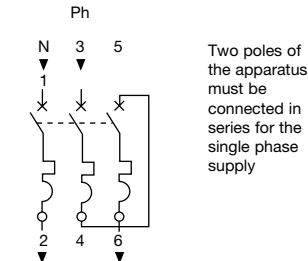 Ph
N 3 5
1
2 4 6
Two poles of
the apparatus
must be
connected in
series for the
single phase
supply